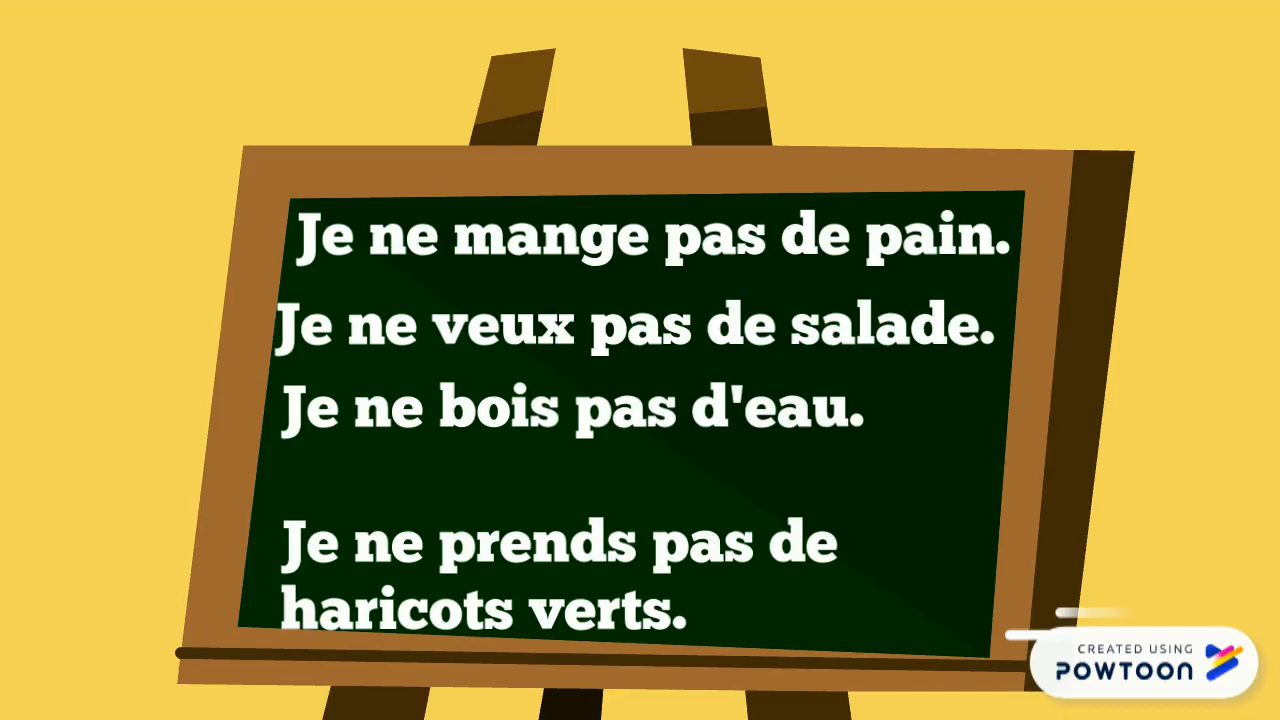 Je ne mange pas de pain.
Je ne veux pas de salade.
Je ne bois pas d'eau.
Je ne prends pas de
haricots verts.
CREATED USING
POWTOON